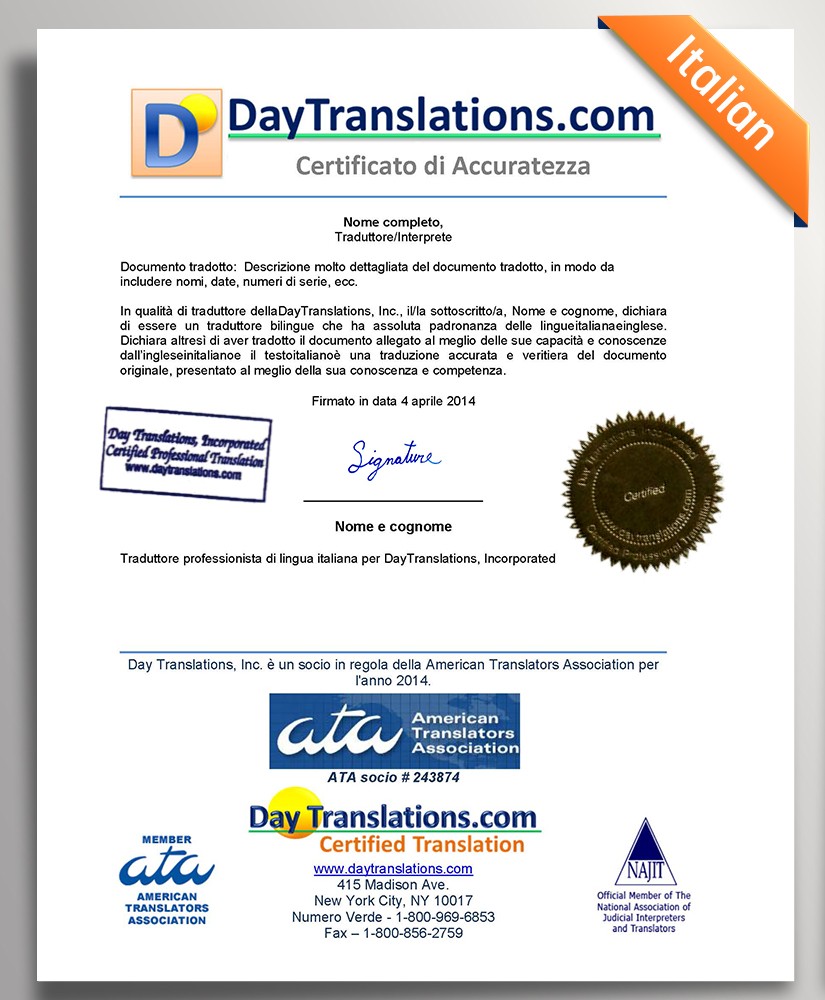 Italian
D
DayTranslations.com
Certificato di Accuratezza
Nome completo,
Traduttore/Interprete
Documento tradotto: Descrizione molto dettagliata del documento tradotto, in modo da
includere nomi, date, numeri di serie, ecc.
In qualità di traduttore dellaDayTranslations, Inc., il/la sottoscritto/a, Nome e cognome, dichiara
di essere un traduttore bilingue che ha assoluta padronanza delle lingueitalianaeinglese.
Dichiara altresì di aver tradotto il documento allegato al meglio delle sue capacità e conoscenze
dall'ingleseinitalianoe il testoitalianoè una traduzione accurata e veritiera del documento
originale, presentato al meglio della sua conoscenza e competenza.
Firmato in data 4 aprile 2014
Day Translations, Incorporated
Certified Professional Translation
www.daytranslations.com
Signature
Day Translations Incorporated
Certified
www.daytranslations.com
Certified Professional Translation
Nome e cognome
Traduttore professionista di lingua italiana per DayTranslations, Incorporated
Day Translations, Inc. è un socio in regola della American Translators Association per
l'anno 2014.
ata American
Translators
Association
ATA socio # 243874
Day Translations.com
Certified Translation
www.daytranslations.com
415 Madison Ave.
New York City, NY 10017
Numero Verde - 1-800-969-6853
Fax – 1-800-856-2759
MEMBER
ata
AMERICAN
TRANSLATORS
ASSOCIATION
NAJIT
Official Member of The
National Association of
Judicial Interpreters
and Translators